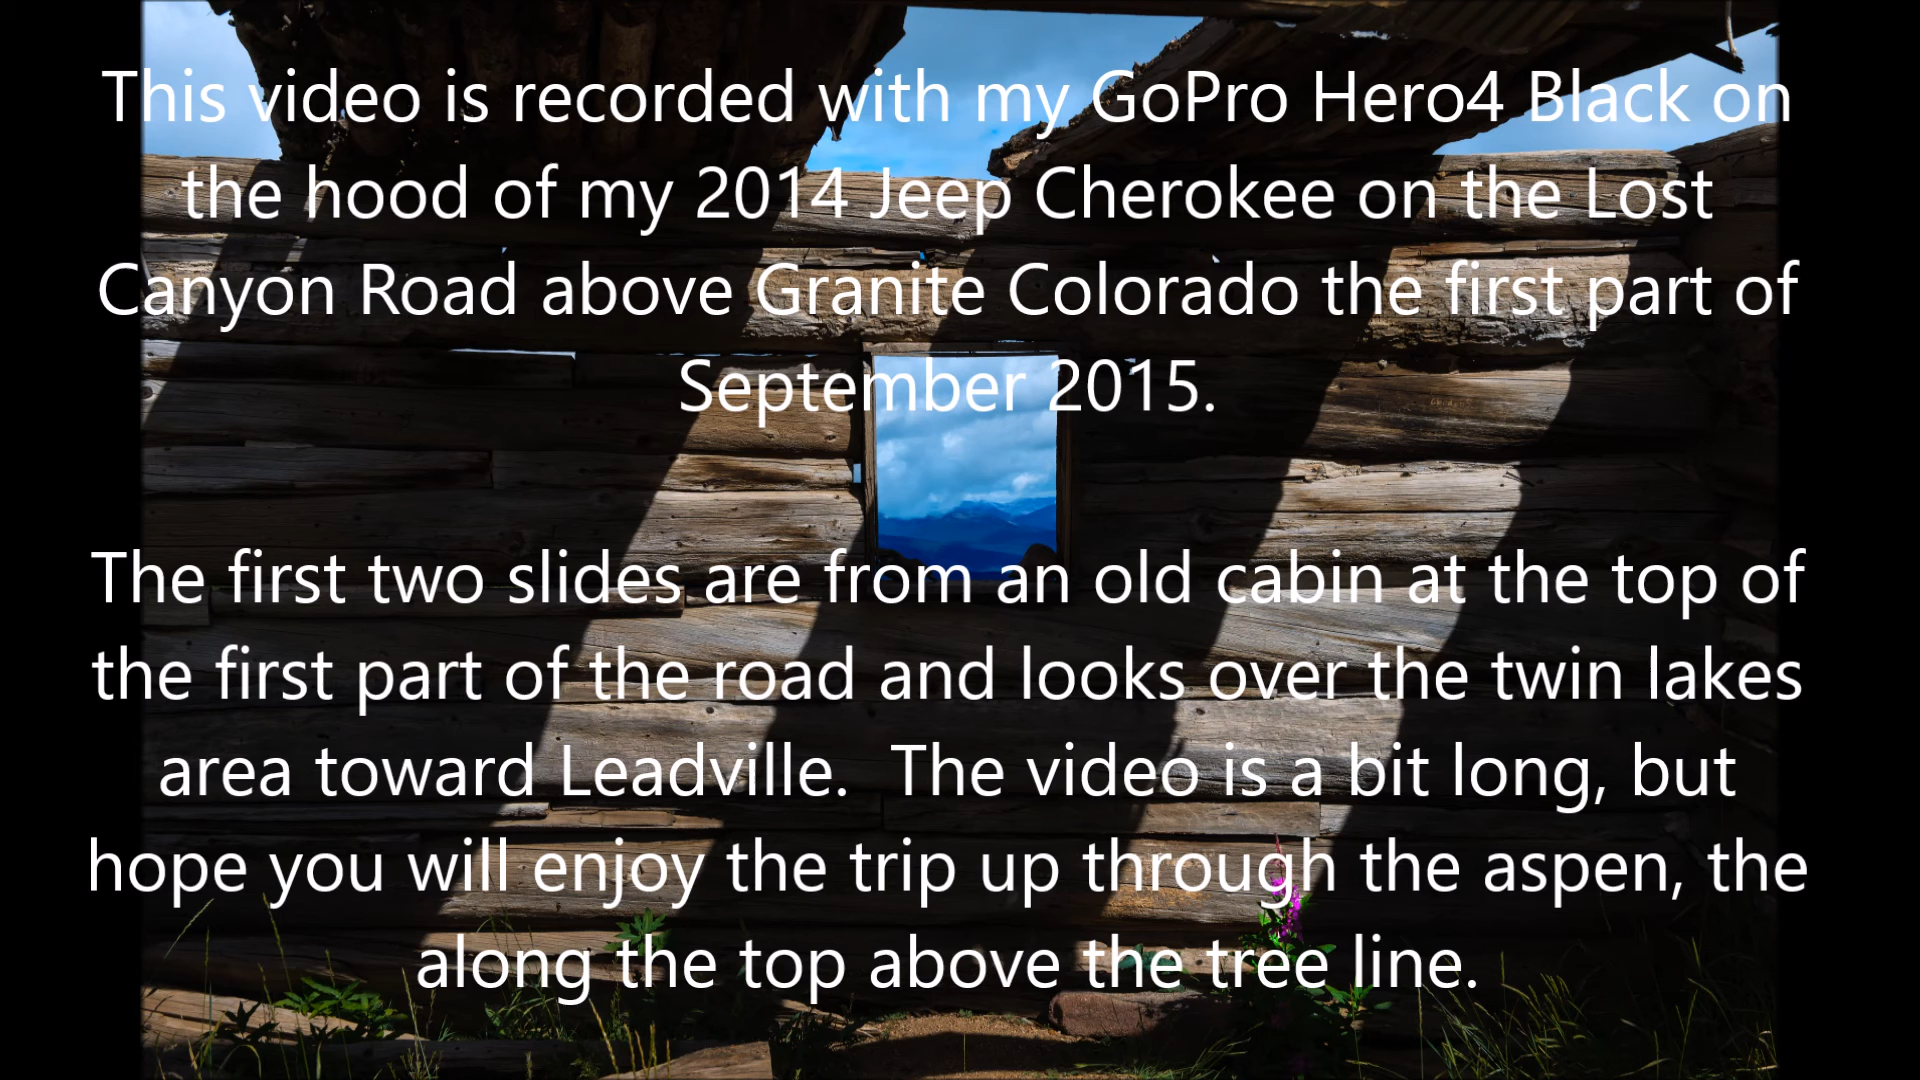 This video is recorded with my GoPro Hero4 Black on
the hood of my 2014 Jeep Cherokee on the Lost
Canyon Road above Granite Colorado the first part of
September 2015.
The first two slides are from an old cabin at the top of
the first part of the road and looks over the twin lakes
area toward Leadville.  The video is a bit long, but
hope you will enjoy the trip up through the aspen, the
along the top above the tree line.